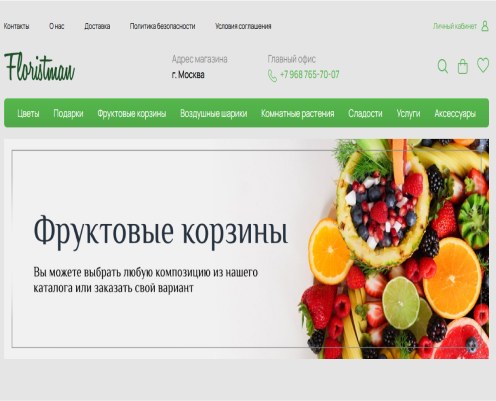 Контакты О нас Доставка Политика безопасности Условия соглашения Личный кабинет
Floristman
Адрес магазина Главный офис
г. Москва +7 968 765-70-07
Цветы Подарки Фруктовые корзины Воздушные шарики Комнатные растения Сладости Услуги Аксессуары
Фруктовые корзины
Вы можете выбрать любую композицию из нашего
каталога или заказать свой вариант